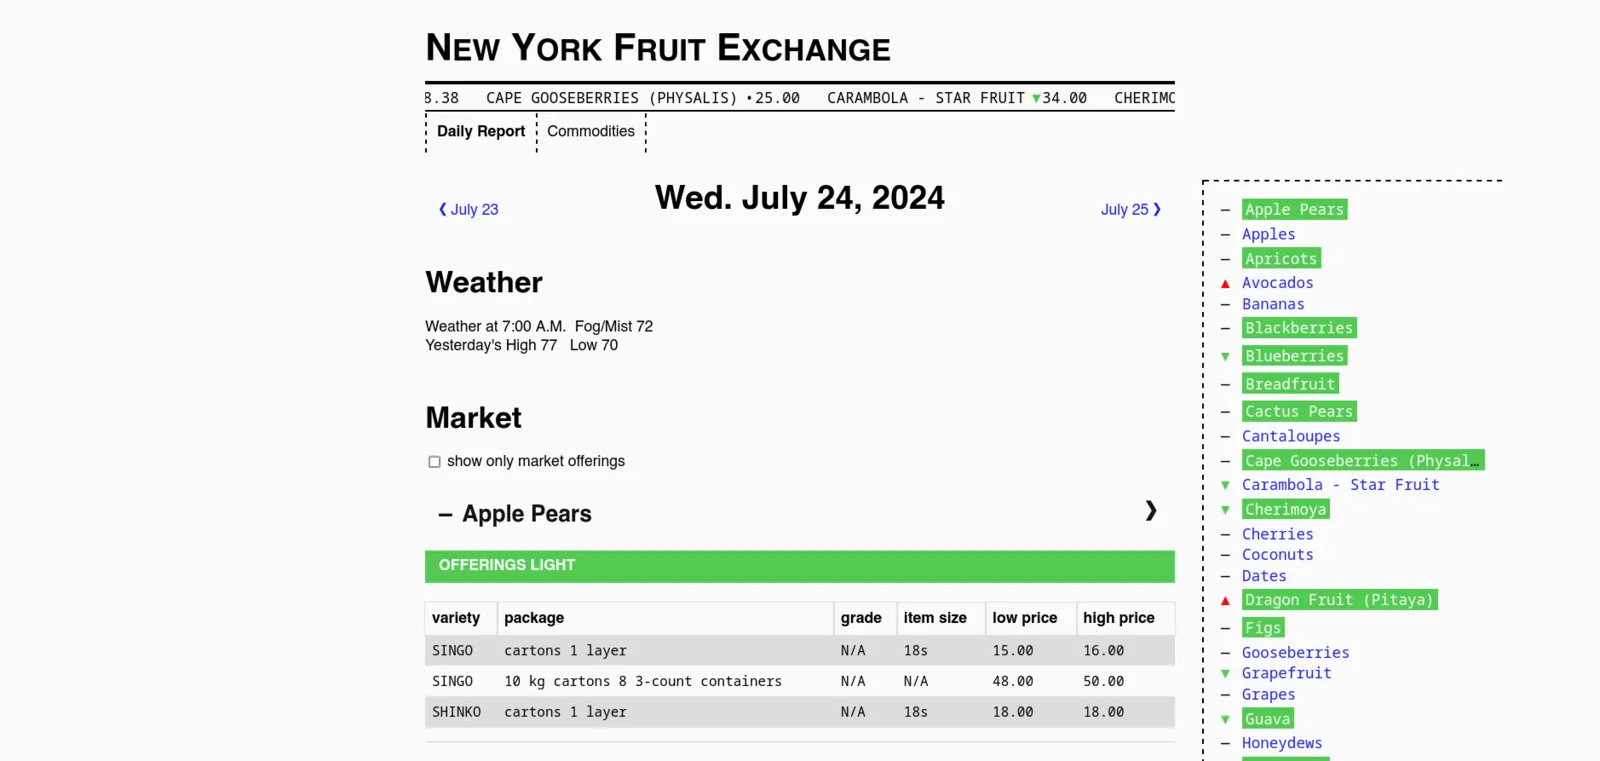 NEW YORK FRUIT EXCHANGE
8.38 CAPE GOOSEBERRIES (PHYSALIS) •25.00 CARAMBOLA - STAR FRUIT ▼34.00 CHERIMO
Daily Report Commodities
❮ July 23
Wed. July 24, 2024
July 25 ❯
Weather
Weather at 7:00 A.M. Fog/Mist 72
Yesterday's High 77 Low 70
Market
show only market offerings
– Apple Pears ❯
OFFERINGS LIGHT
variety package grade item size low price high price
SINGO cartons 1 layer N/A 18s 15.00 16.00
SINGO 10 kg cartons 8 3-count containers N/A N/A 48.00 50.00
SHINKO cartons 1 layer N/A 18s 18.00 18.00
– Apple Pears
– Apples
– Apricots
▲ Avocados
– Bananas
– Blackberries
▼ Blueberries
– Breadfruit
– Cactus Pears
– Cantaloupes
– Cape Gooseberries (Physal…
▼ Carambola - Star Fruit
▼ Cherimoya
– Cherries
– Coconuts
– Dates
▲ Dragon Fruit (Pitaya)
– Figs
– Gooseberries
▼ Grapefruit
– Grapes
▼ Guava
– Honeydews